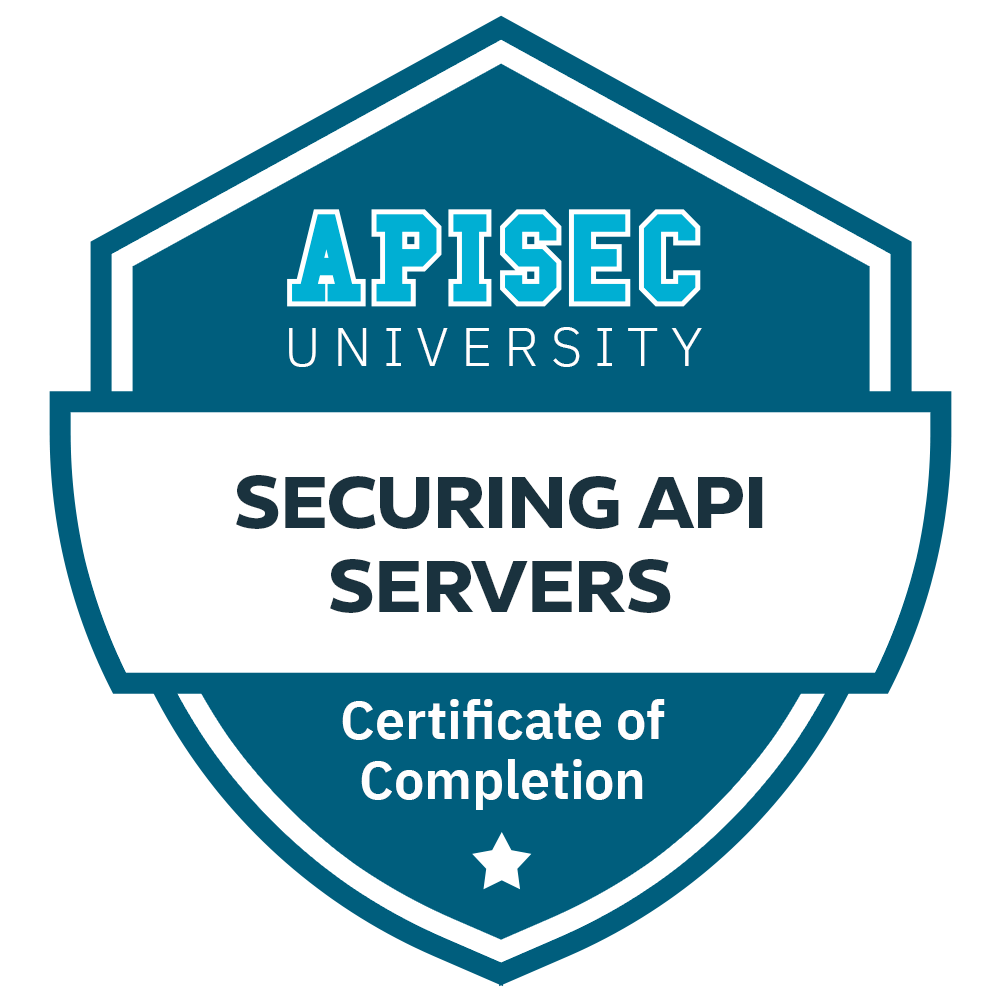 APISEC
UNIVERSITY
SECURING API
SERVERS
Certificate of
Completion